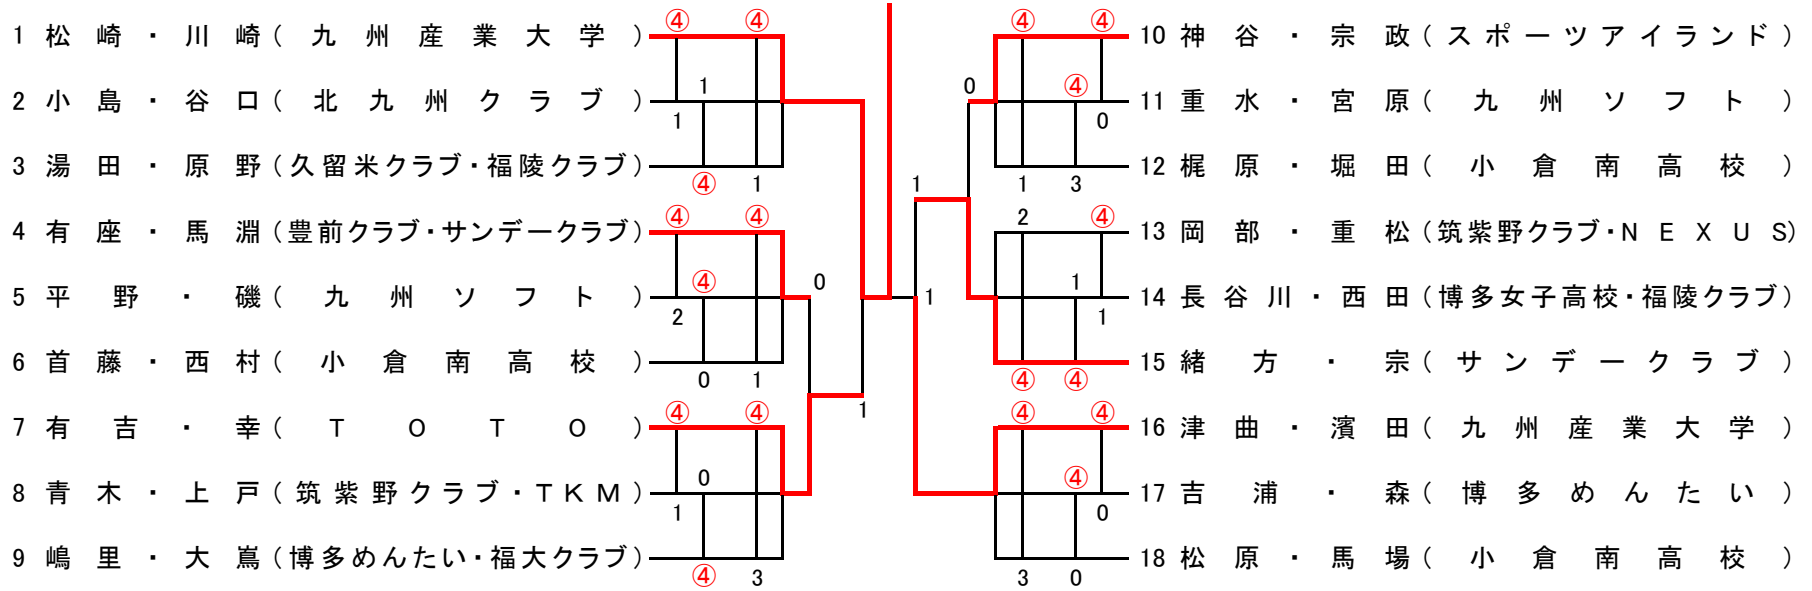 ④ ④ ④ ④
1 松崎・川崎(九州産業大学) 10 神谷・宗政(スポーツアイランド)
1 0 ④
2 小島・谷口(北九州クラブ) 11 重水・宮原(九州ソフト)
1 0
3 湯田・原野(久留米クラブ・福陵クラブ) 12 梶原・堀田(小倉南高校)
④ 1 1 1 3
④ ④ 2 ④
4 有座・馬淵(豊前クラブ・サンデークラブ) 13 岡部・重松(筑紫野クラブ・NEXUS)
④ 0 1
5 平野・磯(九州ソフト) 1 14 長谷川・西田(博多女子高校・福陵クラブ)
2 1
6 首藤・西村(小倉南高校) 15 緒方・宗(サンデークラブ)
0 1 ④ ④
④ ④ 1 ④ ④
7 有吉・幸(TOTO) 16 津曲・濱田(九州産業大学)
0 ④
8 青木・上戸(筑紫野クラブ・TKM) 17 吉浦・森(博多めんたい)
1 0
9 嶋里・大嶌(博多めんたい・福大クラブ) 18 松原・馬場(小倉南高校)
④ 3 3 0